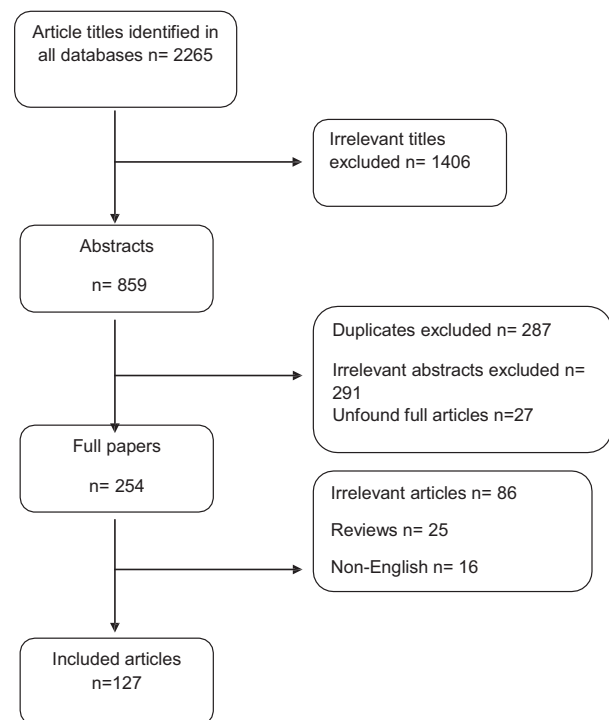 Article titles identified in
all databases n= 2265
Irrelevant titles
excluded n= 1406
Abstracts
n= 859
Duplicates excluded n= 287
Irrelevant abstracts excluded n=
291
Unfound full articles n=27
Full papers
n= 254
Irrelevant articles n= 86
Reviews n= 25
Non-English n= 16
Included articles
n=127